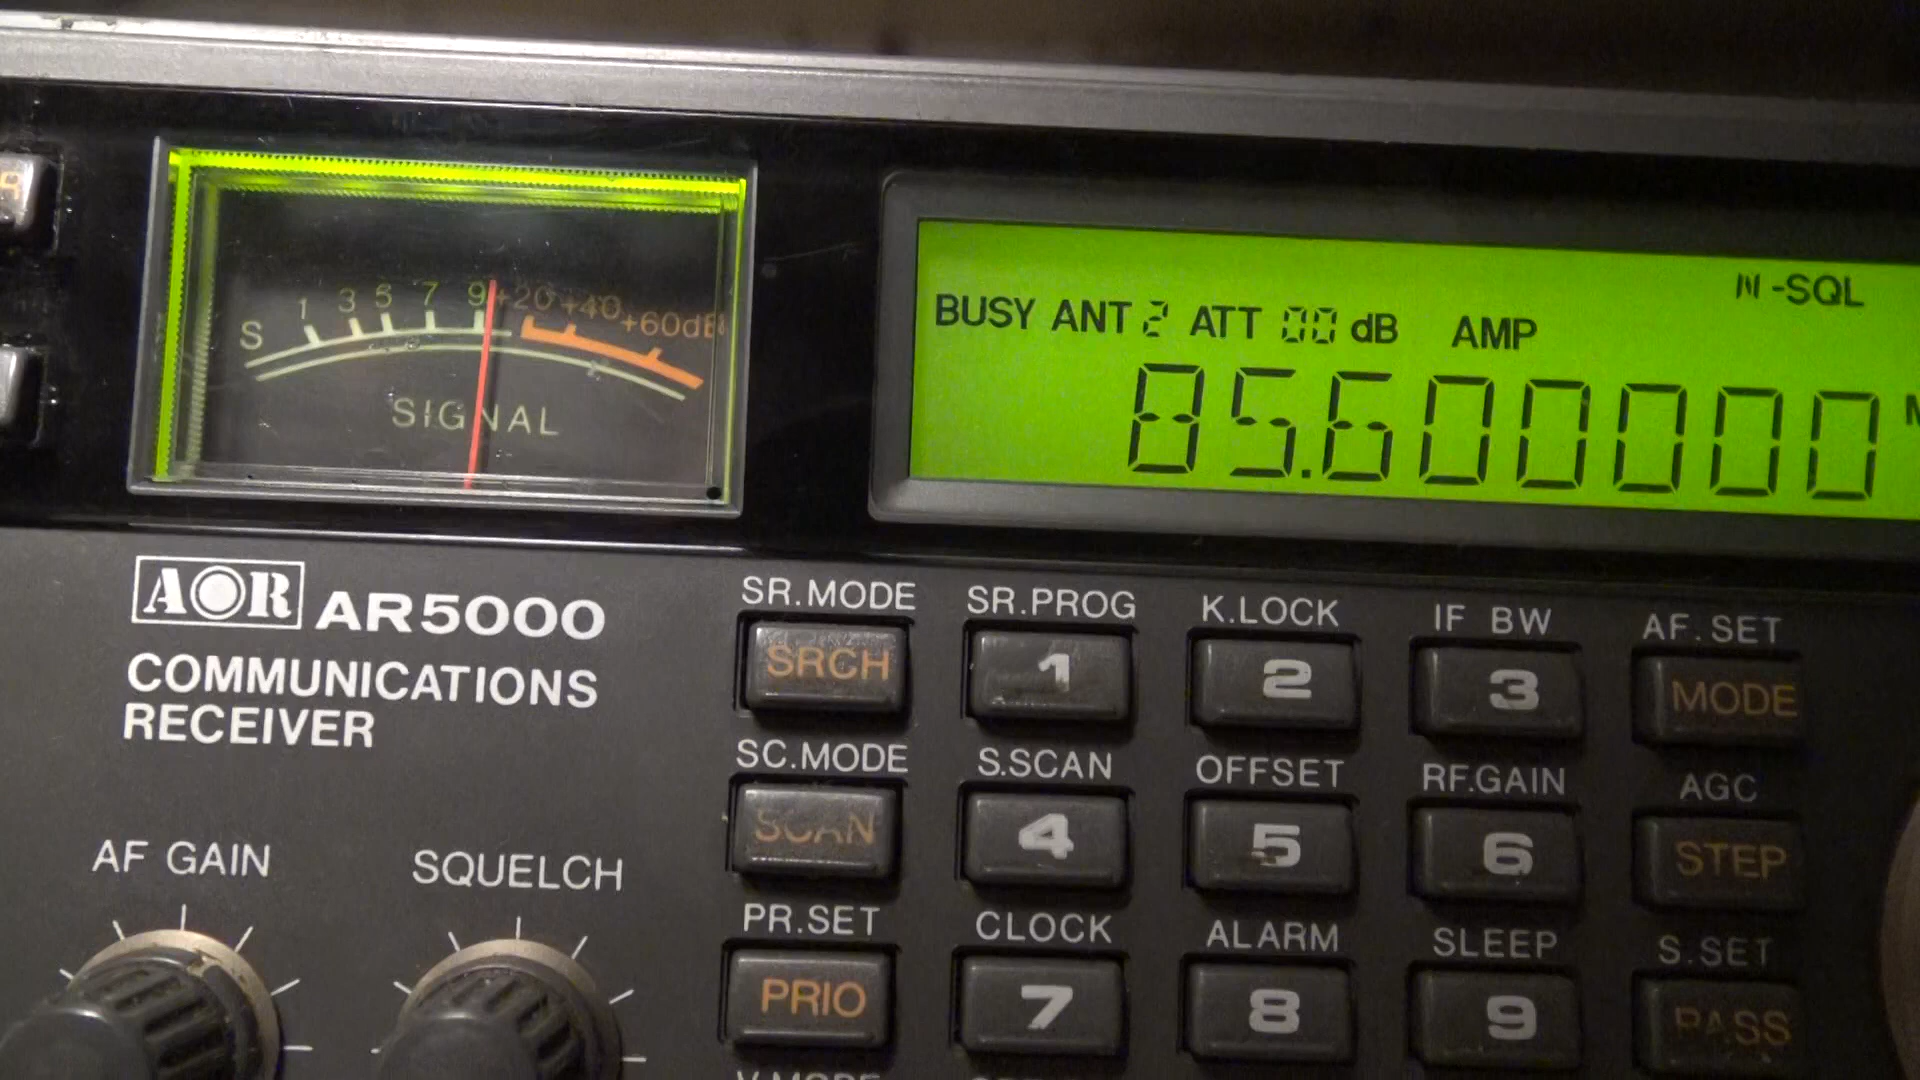 S 1 3 5 7 9 +20 +40 +60dB
SIGNAL
N-SQL
BUSY ANT 2 ATT 00 dB AMP
85.600000 M
AOR AR5000
COMMUNICATIONS
RECEIVER
AF GAIN
SQUELCH
SR.MODE SR.PROG K.LOCK IF BW AF.SET
SRCH 1 2 3 MODE
SC.MODE S.SCAN OFFSET RF.GAIN AGC
SCAN 4 5 6 STEP
PR.SET CLOCK ALARM SLEEP S.SET
PRIO 7 8 9 PASS
V.MODE